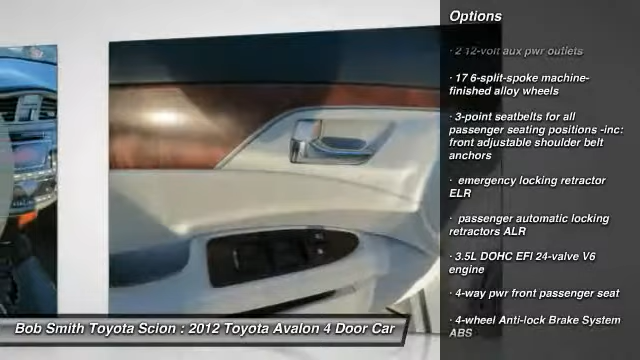 Options
· 2 12-volt aux pwr outlets
· 17 6-split-spoke machine-
finished alloy wheels
· 3-point seatbelts for all
passenger seating positions -inc:
front adjustable shoulder belt
anchors
· emergency locking retractor
ELR
· passenger automatic locking
retractors ALR
· 3.5L DOHC EFI 24-valve V6
engine
· 4-way pwr front passenger seat
· 4-wheel Anti-lock Brake System
ABS
Bob Smith Toyota Scion : 2012 Toyota Avalon 4 Door Car